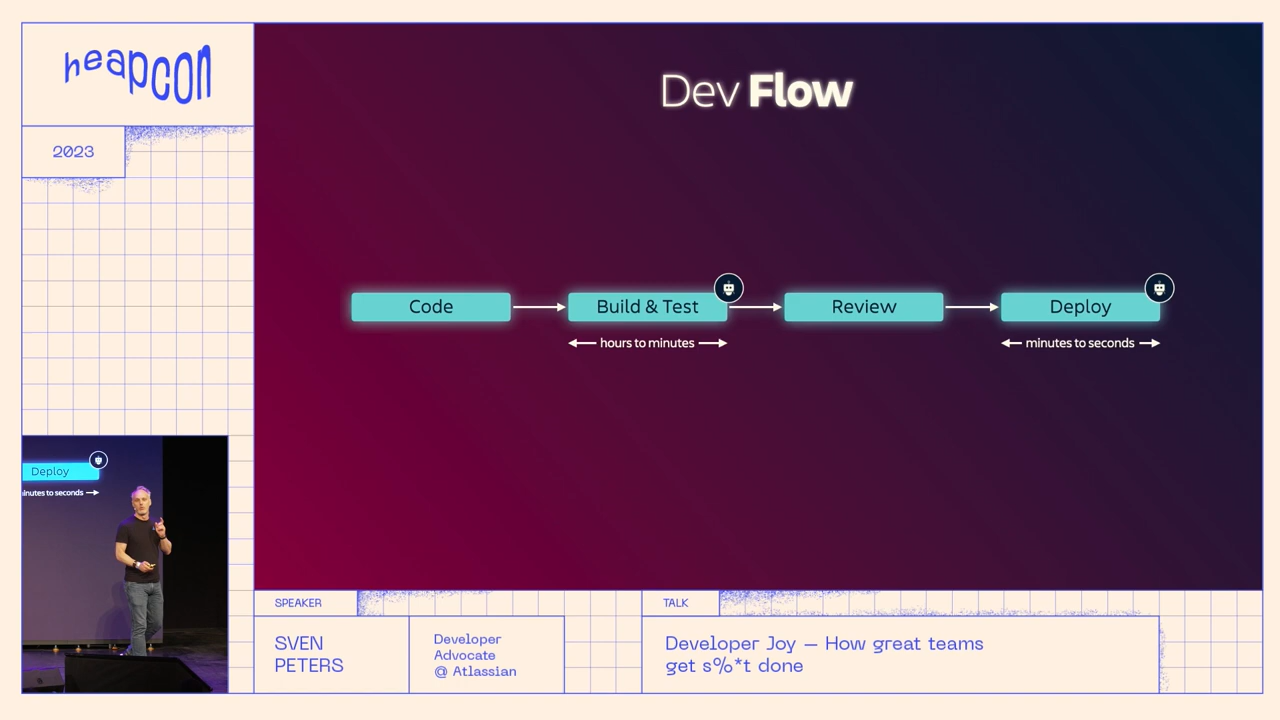 heapcon
2023
Dev Flow
Code
Build & Test
Review
Deploy
hours to minutes
minutes to seconds
Deploy
inutes to seconds
SPEAKER
SVEN
PETERS
Developer
Advocate
@ Atlassian
TALK
Developer Joy — How great teams
get s%*t done